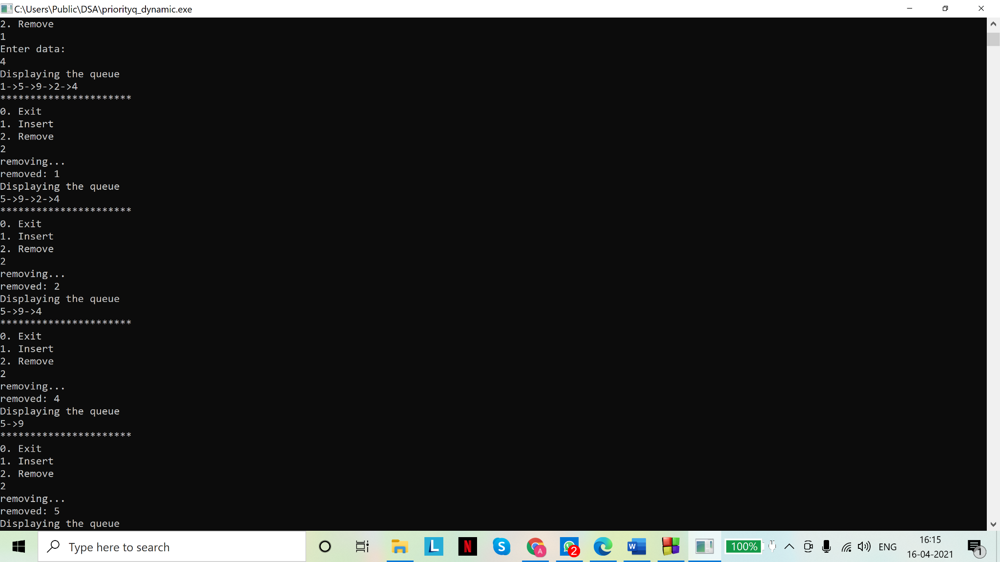 C:\Users\Public\DSA\priorityq_dynamic.exe
2. Remove
1
Enter data:
4
Displaying the queue
1->5->9->2->4
**********************
0. Exit
1. Insert
2. Remove
2
removing...
removed: 1
Displaying the queue
5->9->2->4
**********************
0. Exit
1. Insert
2. Remove
2
removing...
removed: 2
Displaying the queue
5->9->4
**********************
0. Exit
1. Insert
2. Remove
2
removing...
removed: 4
Displaying the queue
5->9
**********************
0. Exit
1. Insert
2. Remove
2
removing...
removed: 5
Displaying the queue
Type here to search
L
N
S
A
2
W
100%
ENG
16:15
16-04-2021
1